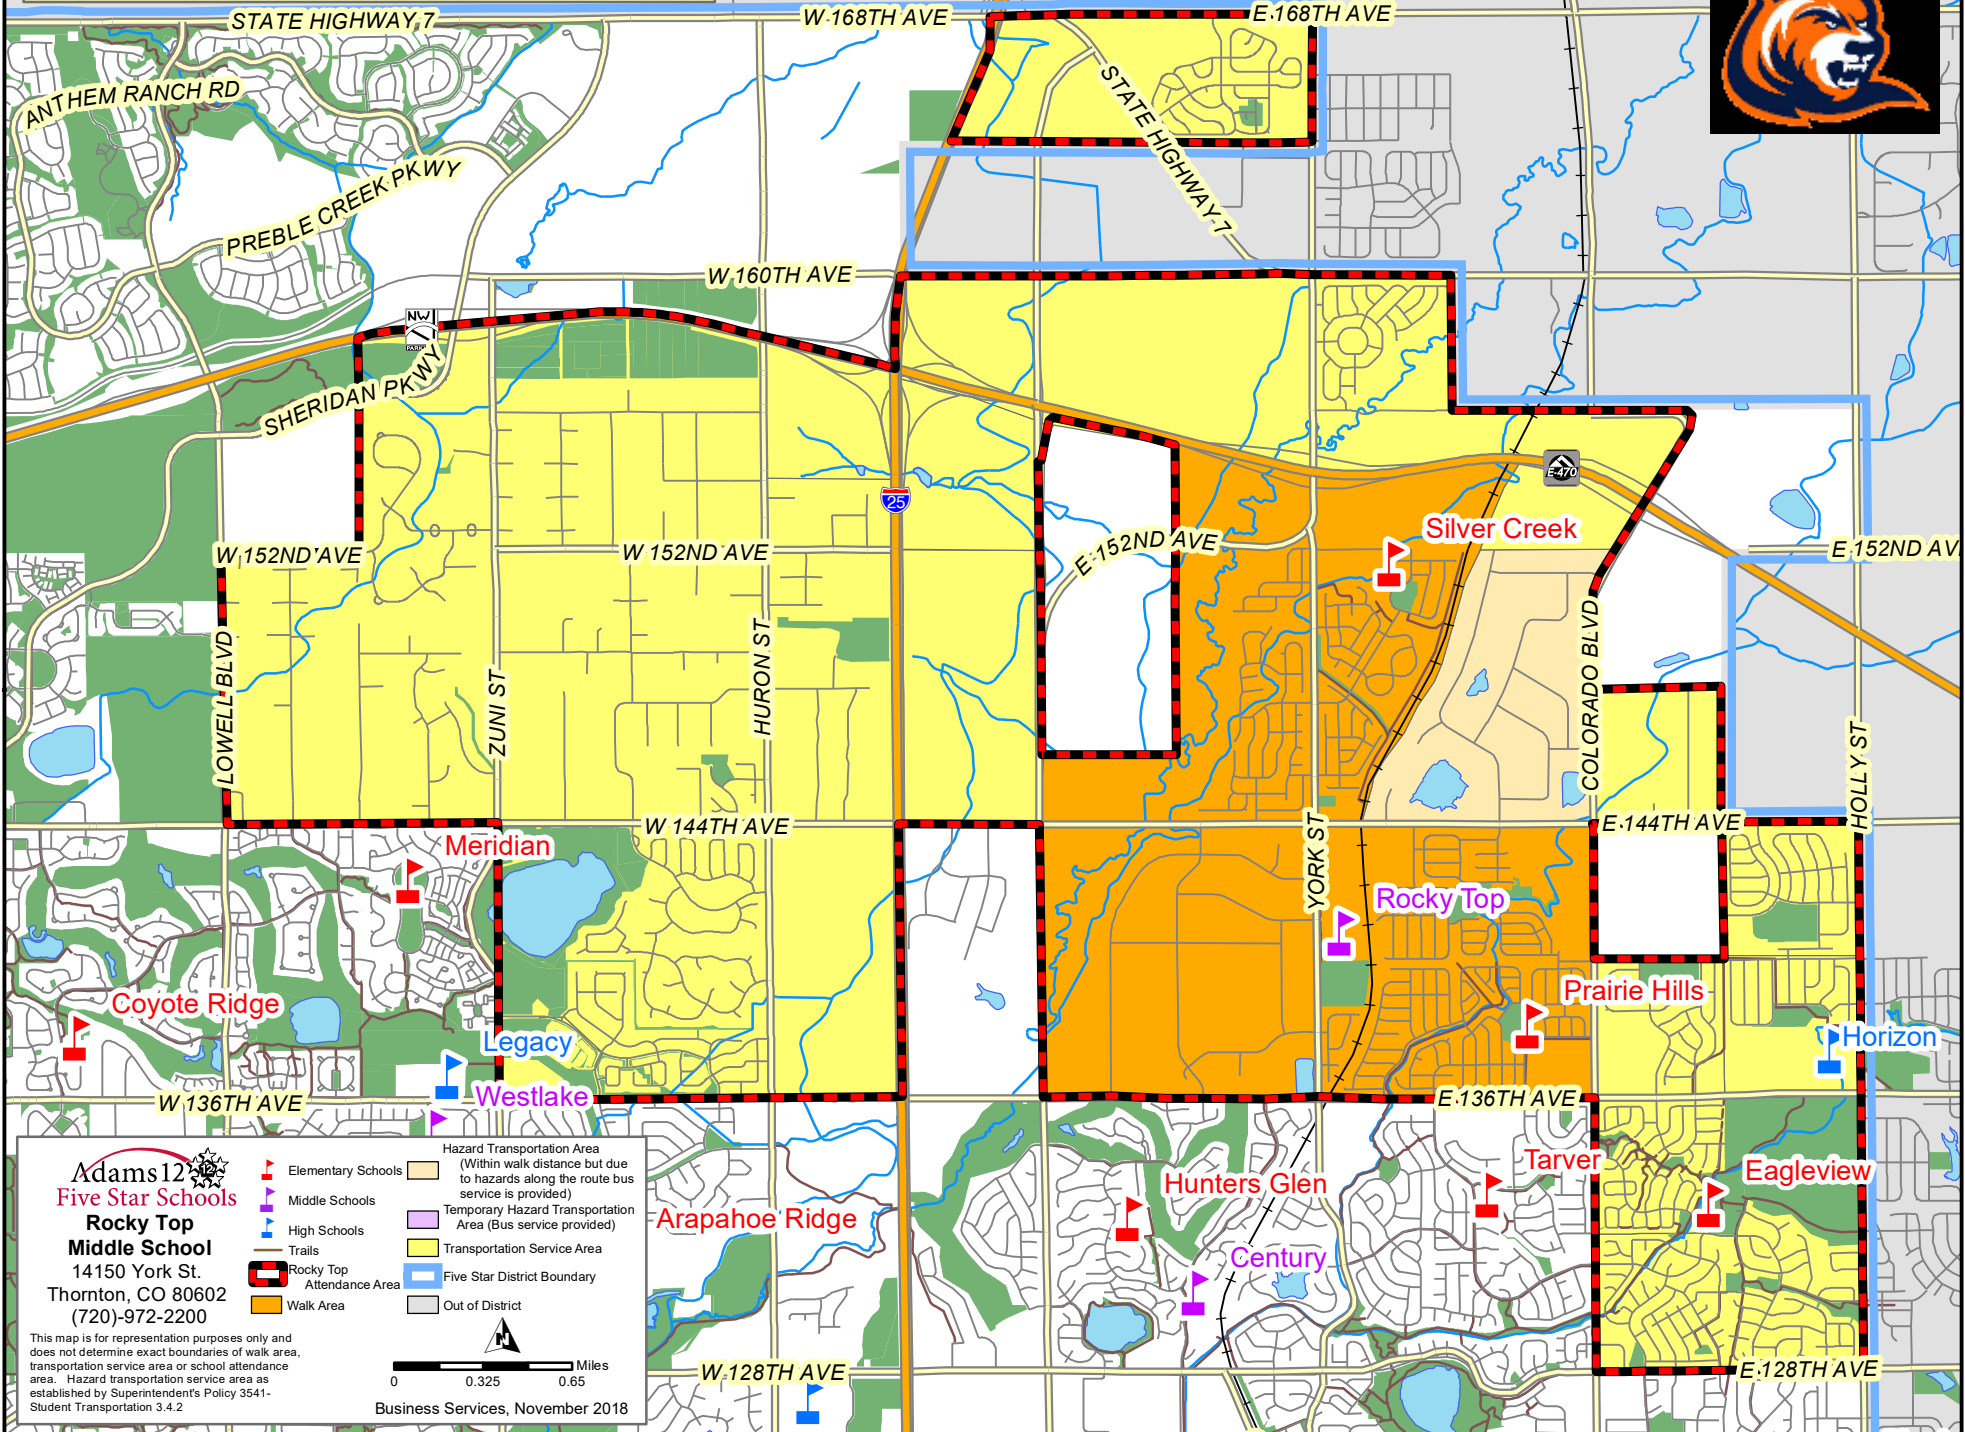 STATE HIGHWAY 7
W 168TH AVE
E 168TH AVE
ANTHEM RANCH RD
STATE HIGHWAY 7
PREBLE CREEK PKWY
W 160TH AVE
NW
PARKWAY
SHERIDAN PKWY
25
E-470
Silver Creek
W 152ND AVE
W 152ND AVE
E 152ND AVE
E 152ND AVE
LOWELL BLVD
ZUNI ST
HURON ST
COLORADO BLVD
HOLLY ST
W 144TH AVE
E 144TH AVE
YORK ST
Meridian
Rocky Top
Coyote Ridge
Prairie Hills
Legacy
Horizon
Westlake
W 136TH AVE
E 136TH AVE
Tarver
Hunters Glen
Eagleview
Arapahoe Ridge
Century
W 128TH AVE
E 128TH AVE
Adams 12
Five Star Schools
Rocky Top
Middle School
14150 York St.
Thornton, CO 80602
(720)-972-2200
This map is for representation purposes only and
does not determine exact boundaries of walk area,
transportation service area or school attendance
area. Hazard transportation service area as
established by Superintendent's Policy 3541-
Student Transportation 3.4.2
Elementary Schools
Middle Schools
High Schools
Trails
Rocky Top
Attendance Area
Walk Area
Hazard Transportation Area
(Within walk distance but due
to hazards along the route bus
service is provided)
Temporary Hazard Transportation
Area (Bus service provided)
Transportation Service Area
Five Star District Boundary
Out of District
N
Miles
0 0.325 0.65
Business Services, November 2018